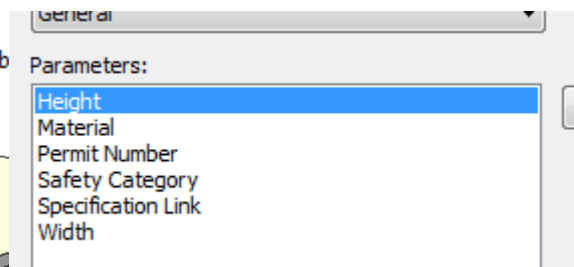 General
b
Parameters:
Height
Material
Permit Number
Safety Category
Specification Link
Width